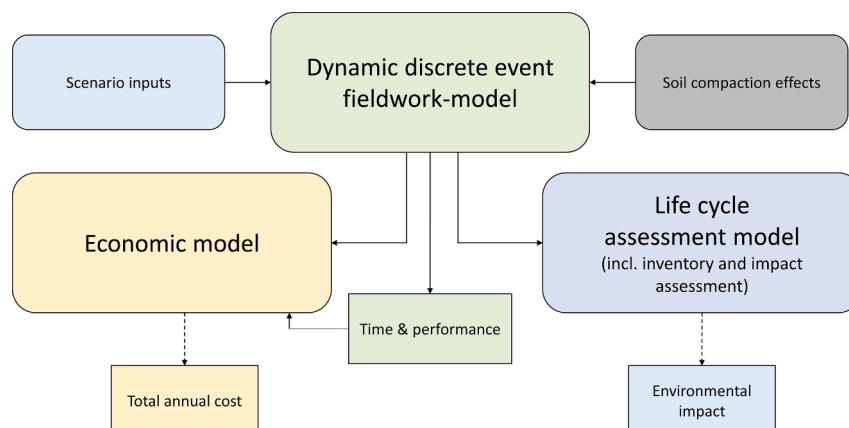 Scenario inputs
Dynamic discrete event
fieldwork-model
Soil compaction effects
Economic model
Life cycle
assessment model
(incl. inventory and impact
assessment)
Time & performance
Total annual cost
Environmental
impact